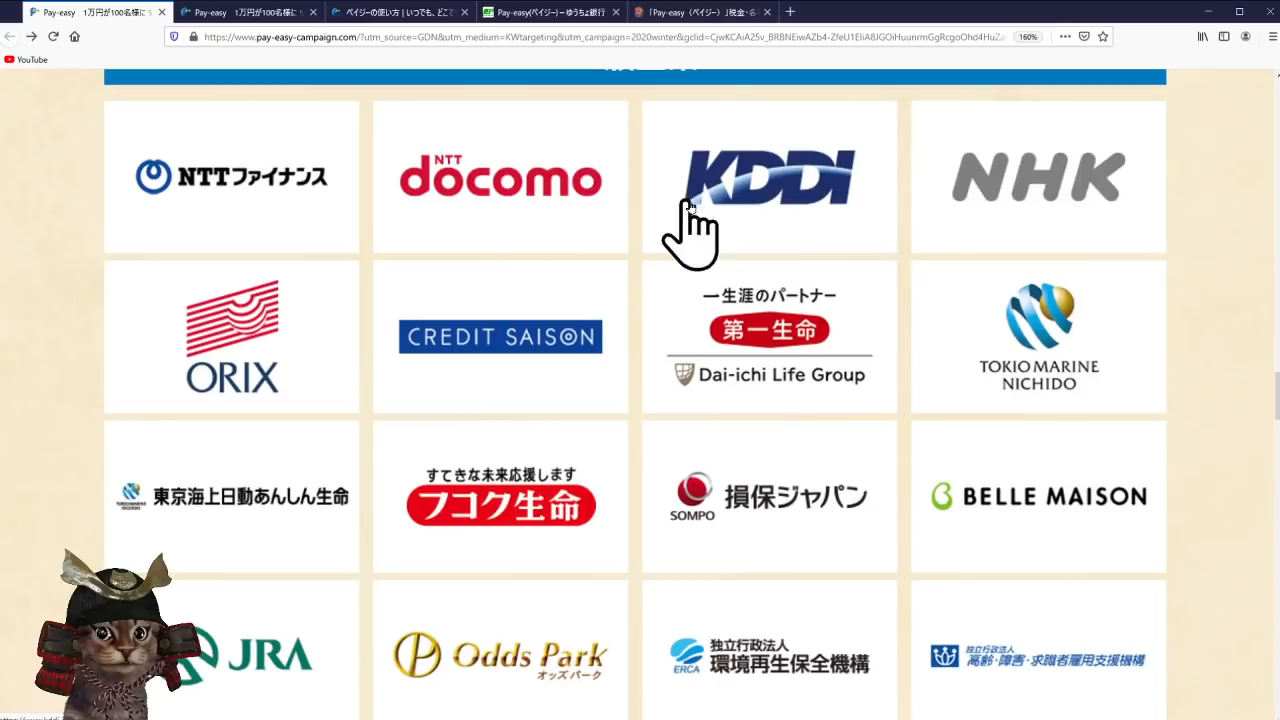 Pay-easy 1万円が100名様に
Pay-easy 1万円が100名様に
ペイジーの使い方 | いつでも、どこで
Pay-easy(ペイジー)ーゆうちょ銀行
「Pay-easy（ペイジー）」税金・各
https://www.pay-easy-campaign.com/?utm_source=GDN&utm_medium=KWtargeting&utm_campaign=2020winter&gclid=
160%
YouTube
NTTファイナンス
NTT
docomo
KDDI
NHK
ORIX
CREDIT SAISON
一生涯のパートナー
第一生命
Dai-ichi Life Group
TOKIO MARINE
NICHIDO
TOKIO MARINE
NICHIDO
東京海上日動あんしん生命
すてきな未来応援します
フコク生命
SOMPO
損保ジャパン
BELLE MAISON
JRA
Odds Park
オッズパーク
ERCA
独立行政法人
環境再生保全機構
独立行政法人
高齢・障害・求職者雇用支援機構